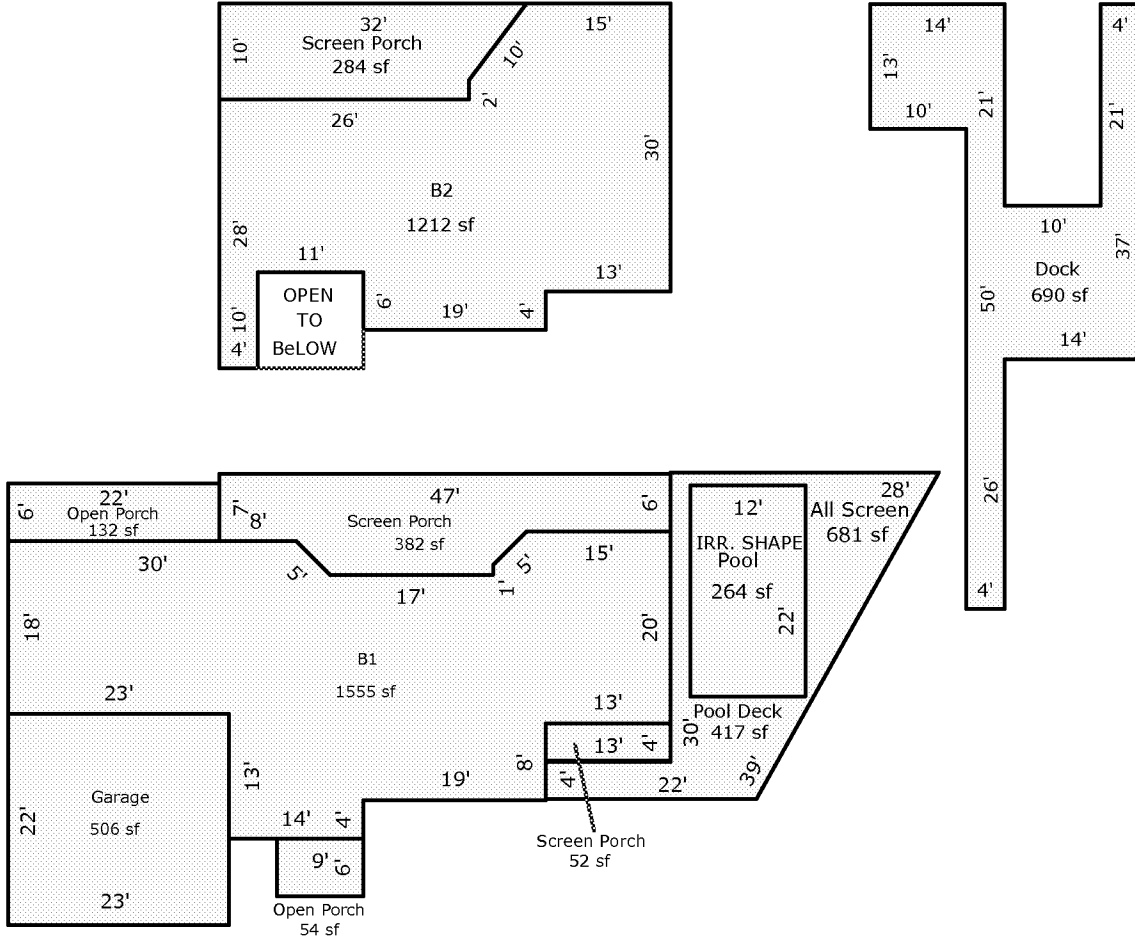 32'
15'
Screen Porch
284 sf
10'
10'
2'
26'
30'
B2
1212 sf
28'
11'
13'
OPEN
TO
BeLOW
6'
19'
4'
10'
4'
14'
4'
13'
21'
21'
10'
10'
37'
Dock
690 sf
50'
14'
26'
4'
22'
Open Porch
132 sf
6'
7'
8'
47'
Screen Porch
382 sf
6'
28'
All Screen
681 sf
12'
IRR. SHAPE
Pool
264 sf
22'
30'
5'
17'
1'
5'
15'
18'
20'
B1
1555 sf
23'
13'
Pool Deck
417 sf
30'
13'
4'
8'
4'
22'
39'
Garage
506 sf
22'
13'
19'
14'
4'
9'
6'
23'
Screen Porch
52 sf
Open Porch
54 sf